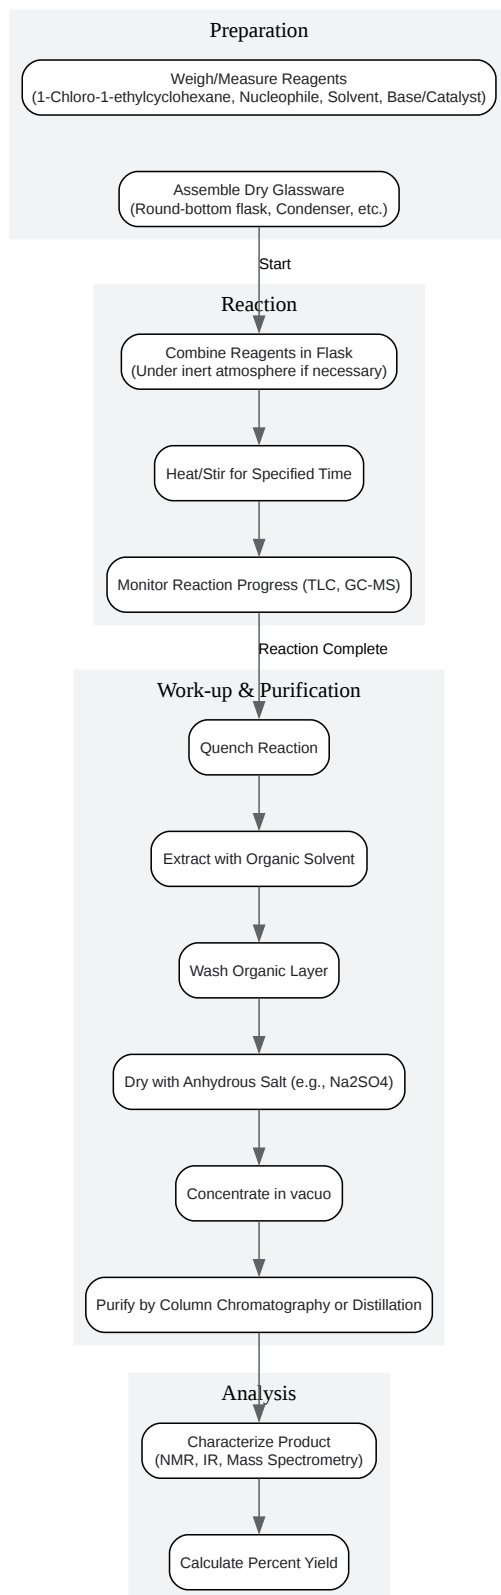 Preparation
Weigh/Measure Reagents
(1-Chloro-1-ethylcyclohexane, Nucleophile, Solvent, Base/Catalyst)
Assemble Dry Glassware
(Round-bottom flask, Condenser, etc.)
Start
Reaction
Combine Reagents in Flask
(Under inert atmosphere if necessary)
Heat/Stir for Specified Time
Monitor Reaction Progress (TLC, GC-MS)
Reaction Complete
Work-up & Purification
Quench Reaction
Extract with Organic Solvent
Wash Organic Layer
Dry with Anhydrous Salt (e.g., Na2SO4)
Concentrate in vacuo
Purify by Column Chromatography or Distillation
Analysis
Characterize Product
(NMR, IR, Mass Spectrometry)
Calculate Percent Yield